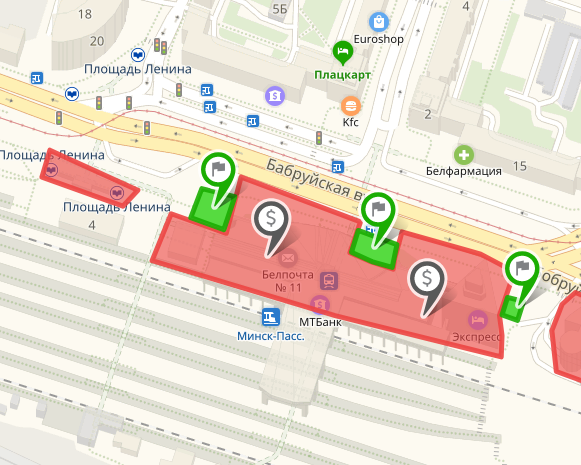 18
20
5Б
Euroshop
4
Площадь Ленина
Плацкарт
Kfc
2
Белфармация
15
Площадь Ленина
Бабруйская в
Площадь Ленина
4
Белпочта
№ 11
МТБанк
Минск-Пасс.
Экспресс